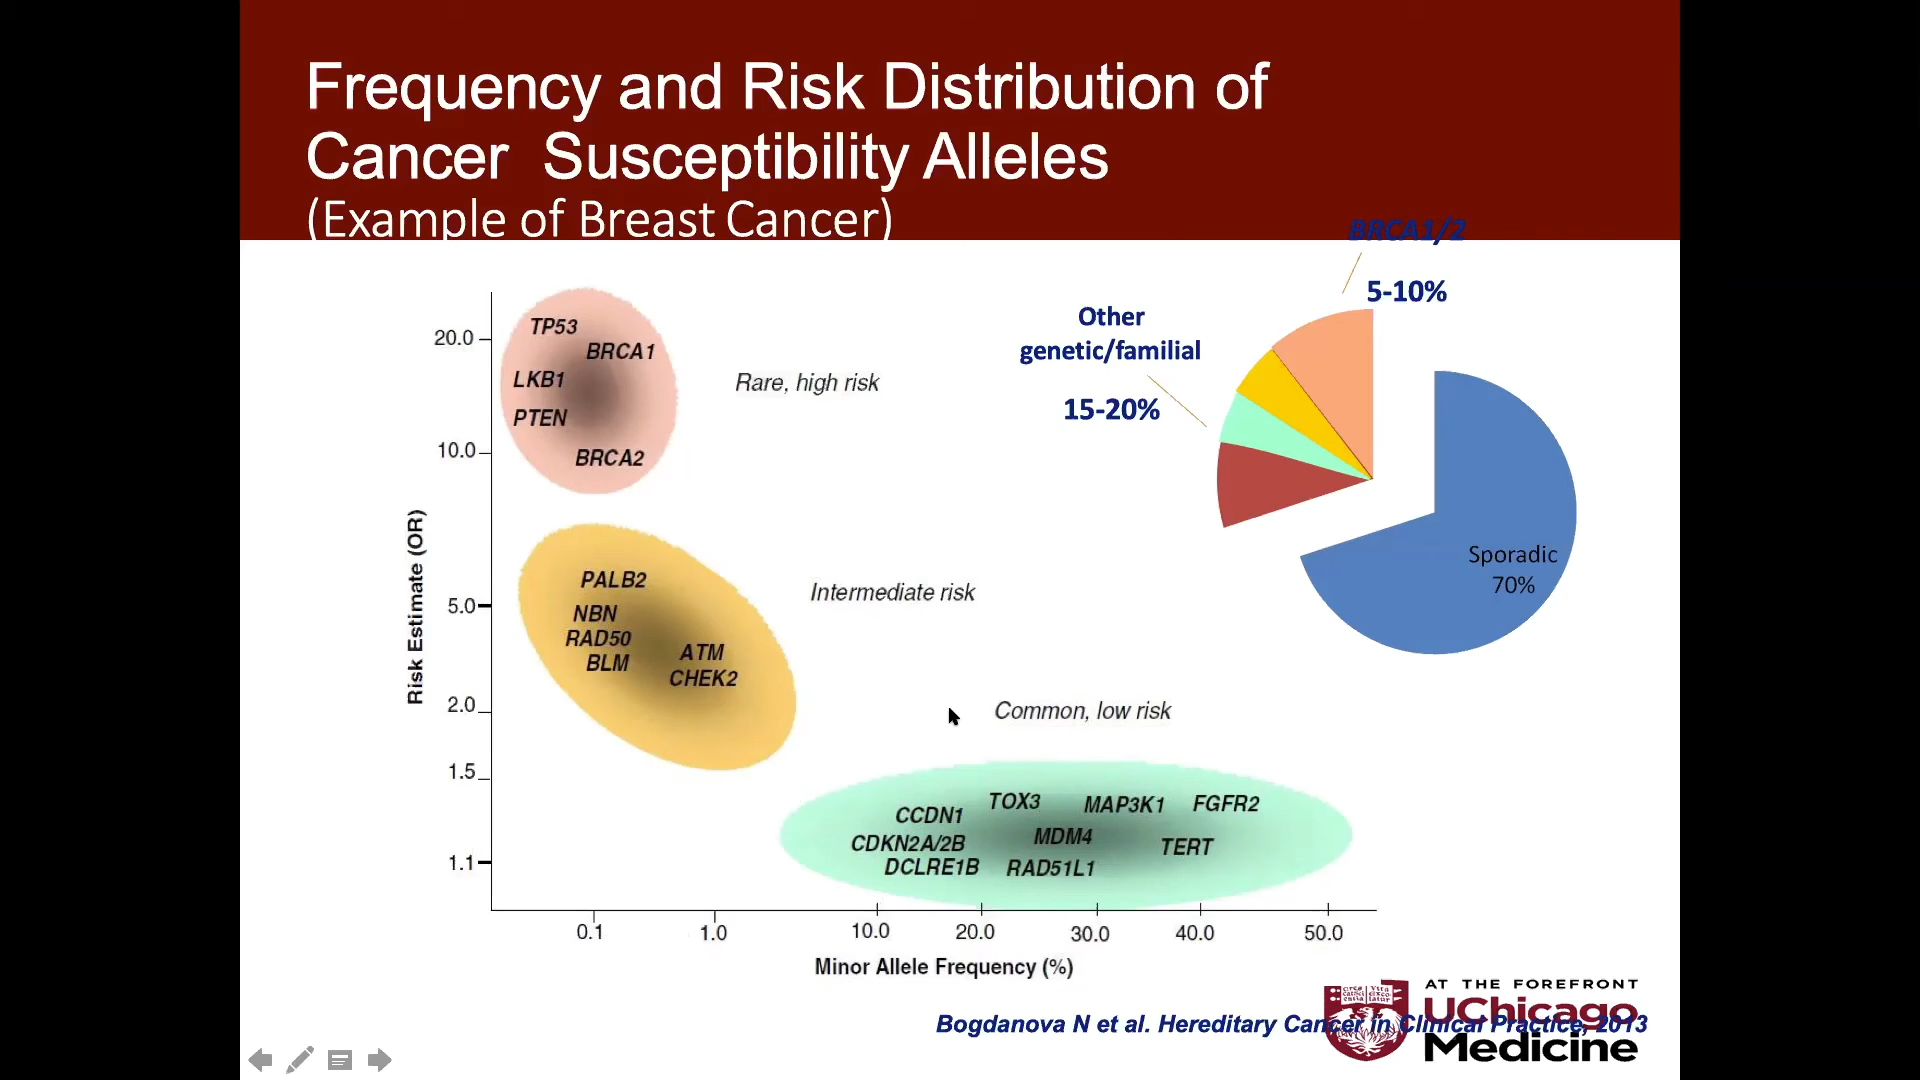 Frequency and Risk Distribution of
Cancer Susceptibility Alleles
(Example of Breast Cancer)
BRCA1/2
5-10%
Other
genetic/familial
15-20%
Sporadic
70%
Risk Estimate (OR)
20.0
10.0
5.0
2.0
1.5
1.1
TP53
BRCA1
LKB1
PTEN
BRCA2
Rare, high risk
PALB2
NBN
RAD50
BLM
ATM
CHEK2
Intermediate risk
Common, low risk
TOX3
MAP3K1
FGFR2
CCDN1
CDKN2A/2B
MDM4
TERT
DCLRE1B
RAD51L1
0.1
1.0
10.0
20.0
30.0
40.0
50.0
Minor Allele Frequency (%)
Bogdanova N et al. Hereditary Cancer in Clinical Practice, 2013
AT THE FOREFRONT
UChicago
Medicine